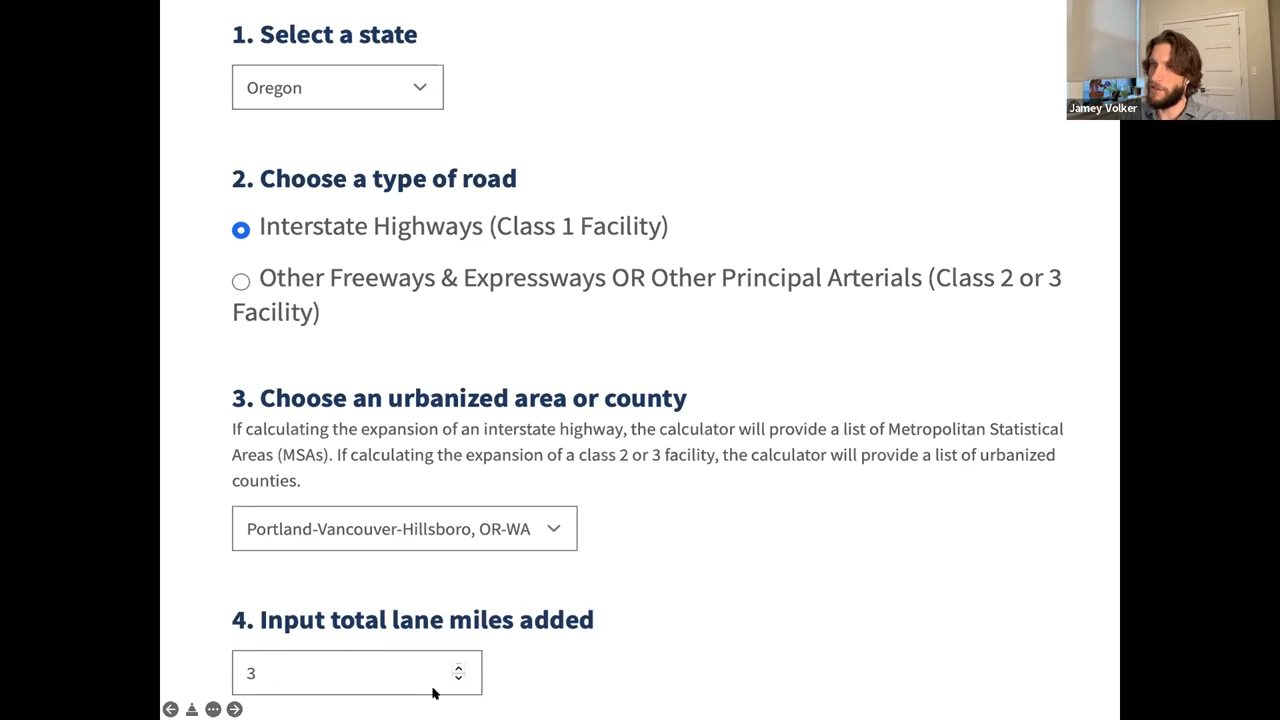 1. Select a state
Oregon
2. Choose a type of road
Interstate Highways (Class 1 Facility)
Other Freeways & Expressways OR Other Principal Arterials (Class 2 or 3
Facility)
3. Choose an urbanized area or county
If calculating the expansion of an interstate highway, the calculator will provide a list of Metropolitan Statistical
Areas (MSAs). If calculating the expansion of a class 2 or 3 facility, the calculator will provide a list of urbanized
counties.
Portland-Vancouver-Hillsboro, OR-WA
4. Input total lane miles added
3
Jamey Volker